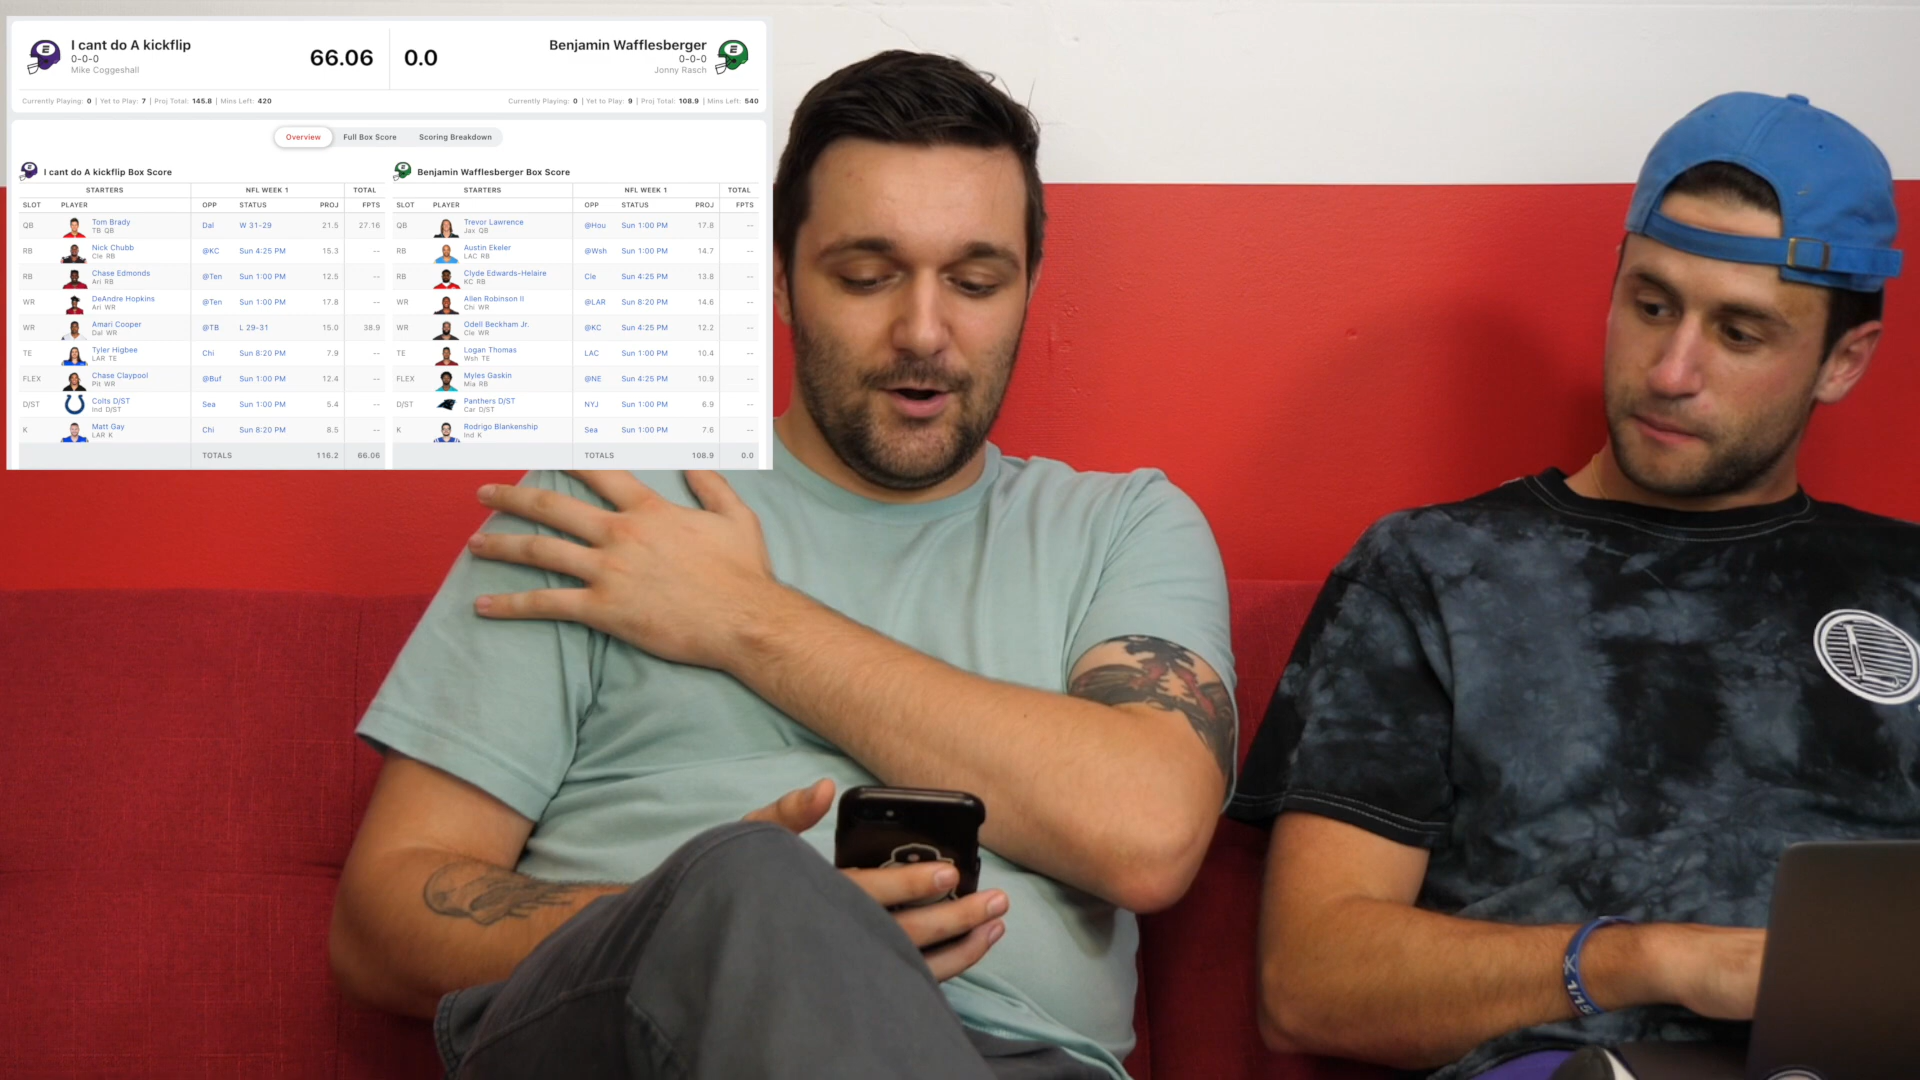 I cant do A kickflip
0-0-0
Mike Coggeshall
66.06
0.0
Benjamin Wafflesberger
0-0-0
Jonny Rasch
Currently Playing: 0 | Yet to Play: 7 | Proj Total: 145.8 | Mins Left: 420
Currently Playing: 0 | Yet to Play: 9 | Proj Total: 108.9 | Mins Left: 540
Overview Full Box Score Scoring Breakdown
I cant do A kickflip Box Score
STARTERS NFL WEEK 1 TOTAL
SLOT PLAYER OPP STATUS PROJ FPTS
QB Tom Brady Dal W 31-29 21.5 27.16
TB QB
RB Nick Chubb @KC Sun 4:25 PM 15.3 --
Cle RB
RB Chase Edmonds @Ten Sun 1:00 PM 12.5 --
Ari RB
WR DeAndre Hopkins @Ten Sun 1:00 PM 17.8 --
Ari WR
WR Amari Cooper @TB L 29-31 15.0 38.9
Dal WR
TE Tyler Higbee Chi Sun 8:20 PM 7.9 --
LAR TE
FLEX Chase Claypool @Buf Sun 1:00 PM 12.4 --
Pit WR
D/ST Colts D/ST Sea Sun 1:00 PM 5.4 --
Ind D/ST
K Matt Gay Chi Sun 8:20 PM 8.5 --
LAR K
TOTALS 116.2 66.06
Benjamin Wafflesberger Box Score
STARTERS NFL WEEK 1 TOTAL
SLOT PLAYER OPP STATUS PROJ FPTS
QB Trevor Lawrence @Hou Sun 1:00 PM 17.8 --
Jax QB
RB Austin Ekeler @Wsh Sun 1:00 PM 14.7 --
LAC RB
RB Clyde Edwards-Helaire Cle Sun 4:25 PM 13.8 --
KC RB
WR Allen Robinson II @LAR Sun 8:20 PM 14.6 --
Chi WR
WR Odell Beckham Jr. @KC Sun 4:25 PM 12.2 --
Cle WR
TE Logan Thomas LAC Sun 1:00 PM 10.4 --
Wsh TE
FLEX Myles Gaskin @NE Sun 4:25 PM 10.9 --
Mia RB
D/ST Panthers D/ST NYJ Sun 1:00 PM 6.9 --
Car D/ST
K Rodrigo Blankenship Sea Sun 1:00 PM 7.6 --
Ind K
TOTALS 108.9 0.0
L